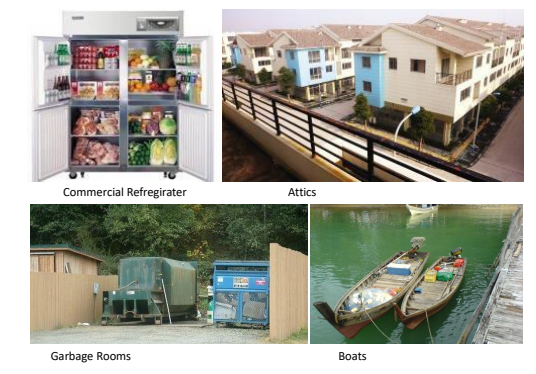 Commercial Refregirater
Attics
Garbage Rooms
Boats